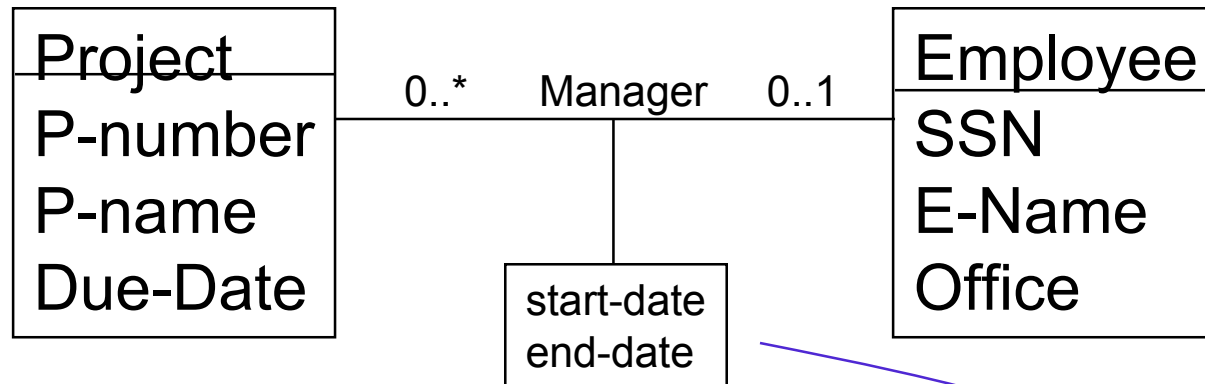 Project
P-number
P-name
Due-Date
0..* Manager 0..1
start-date
end-date
Employee
SSN
E-Name
Office